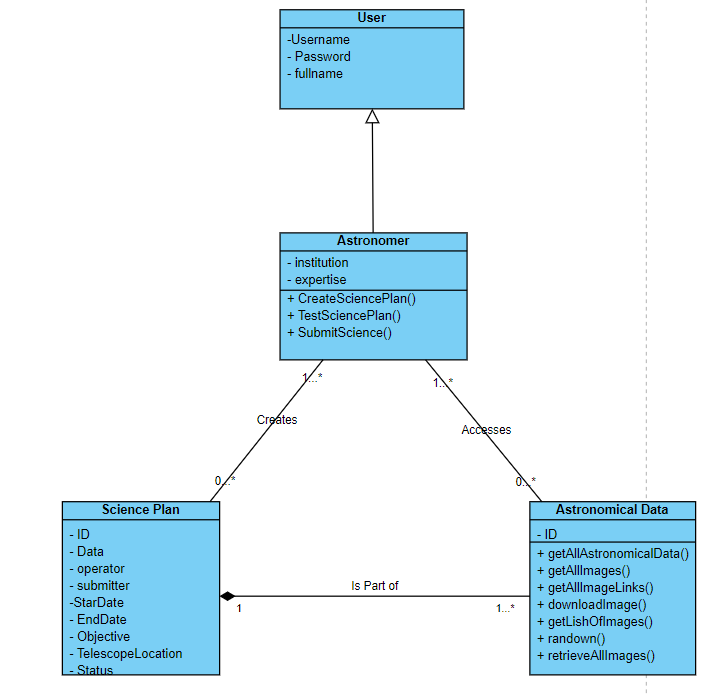 User
-Username
- Password
- fullname
Astronomer
- institution
- expertise
+ CreateSciencePlan()
+ TestSciencePlan()
+ SubmitScience()
1...*
1...*
Creates
Accesses
0...*
0...*
Science Plan
- ID
- Data
- operator
- submitter
-StarDate
- EndDate
- Objective
- TelescopeLocation
- Status
Is Part of
1
1...*
Astronomical Data
- ID
+ getAllAstronomicalData()
+ getAllImages()
+ getAllImageLinks()
+ downloadImage()
+ getLishOfImages()
+ randown()
+ retrieveAllImages()